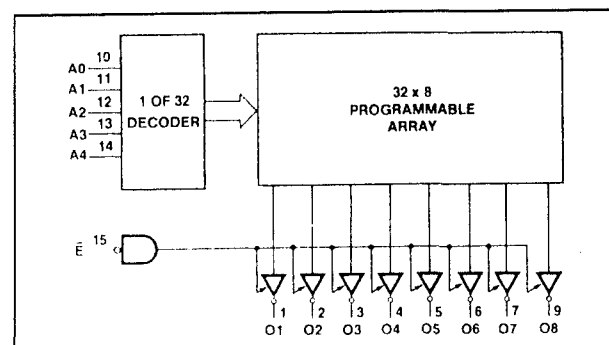 10
A0
11
A1
12
A2
13
A3
14
A4
1 OF 32
DECODER
32 x 8
PROGRAMMABLE
ARRAY
Ē 15
1 2 3 4 5 6 7 9
O1 O2 O3 O4 O5 O6 O7 O8